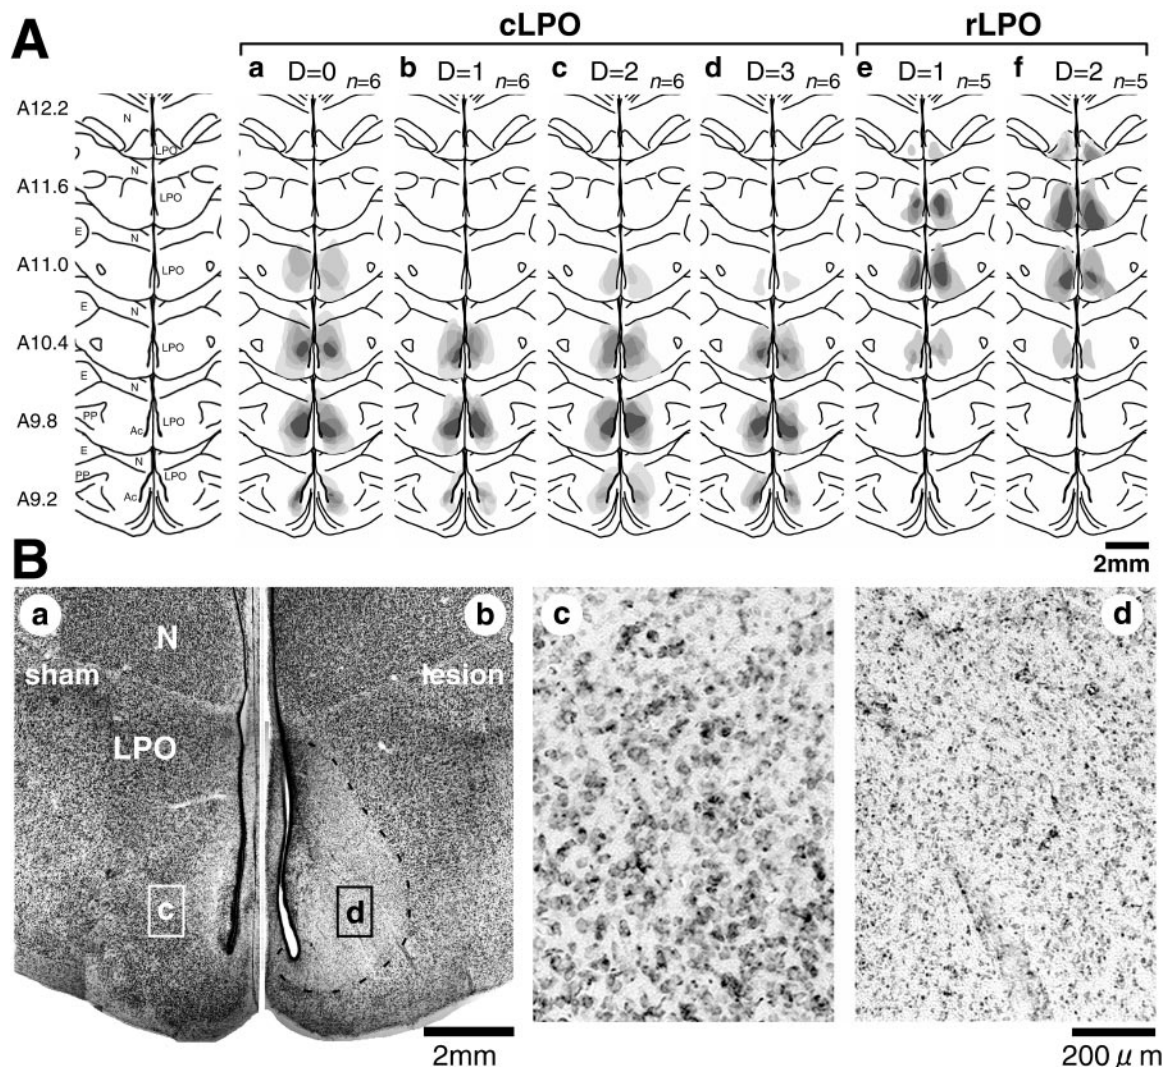 A
cLPO rLPO
a D=0 n=6 b D=1 n=6 c D=2 n=6 d D=3 n=6 e D=1 n=5 f D=2 n=5
A12.2
N
LPO
N
A11.6
LPO
E
N
A11.0
LPO
E
N
A10.4
LPO
E
N
A9.8
PP
Ac
LPO
E
N
PP
LPO
A9.2
Ac
2mm
B
a b c d
N
sham lesion
LPO
c d
2mm 200 μm